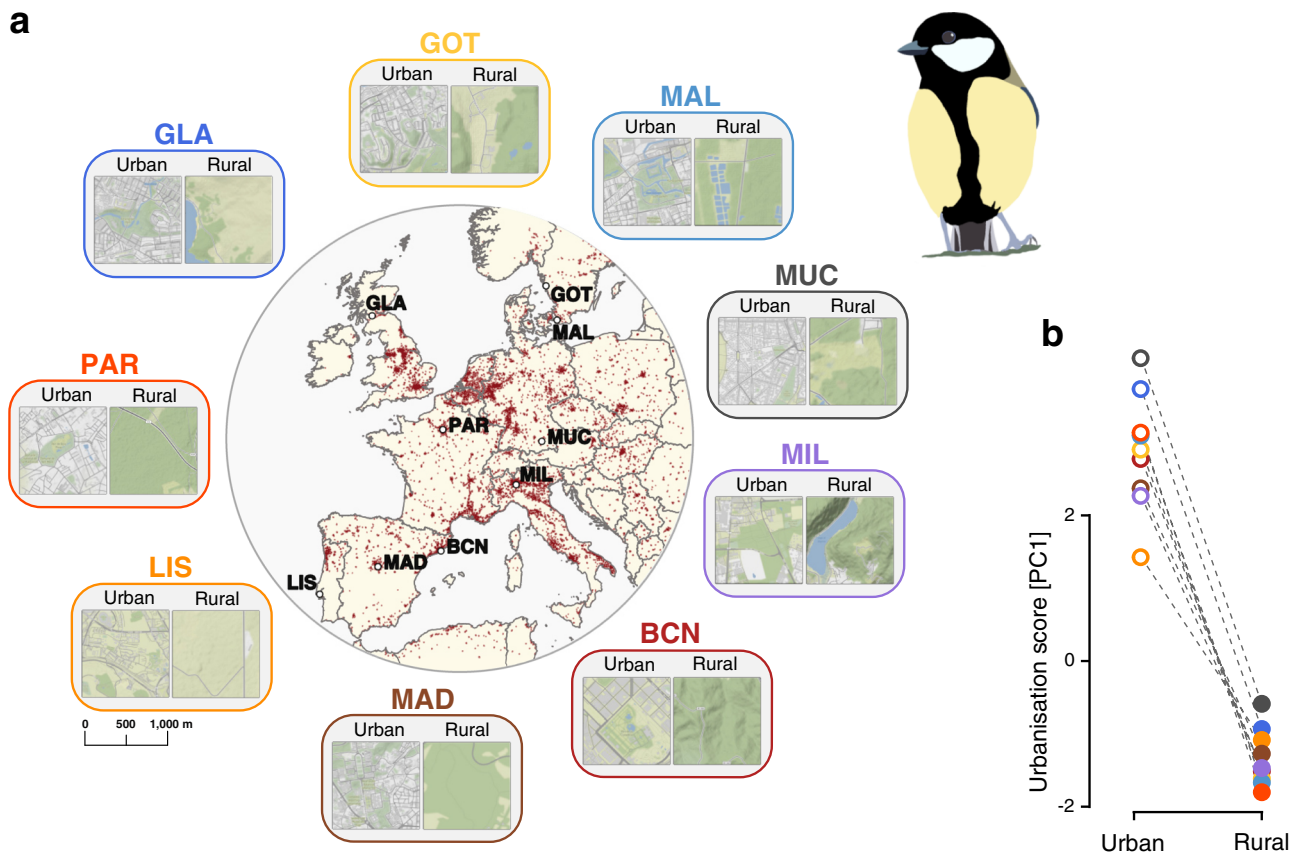 a
GOT
Urban Rural
MAL
Urban Rural
GLA
Urban Rural
MUC
Urban Rural
GLA
GOT
MAL
b
PAR
Urban Rural
PAR
MUC
MIL
Urban Rural
MIL
BCN
MAD
LIS
LIS
Urban Rural
BCN
Urban Rural
MAD
Urban Rural
0 500 1,000 m
Urbanisation score [PC1]
2
0
-2
Urban Rural